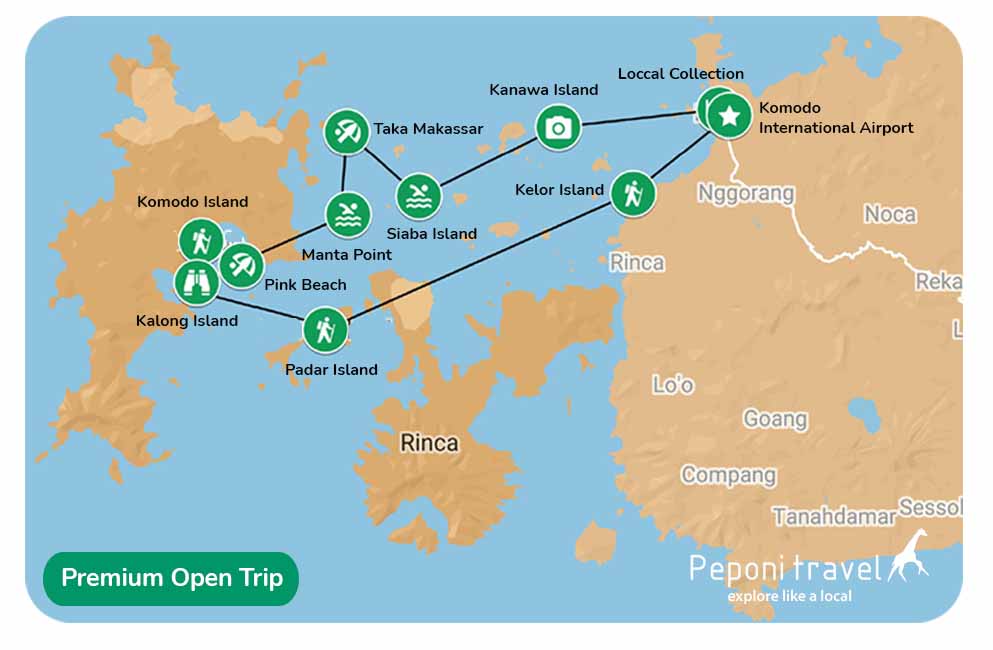 Loccal Collection
Kanawa Island
Komodo
International Airport
Taka Makassar
Kelor Island
Nggorang
Komodo Island
Noca
Siaba Island
Manta Point
Rinca
Pink Beach
Reka
Kalong Island
Padar Island
Lo'o
Goang
Rinca
Compang
Tanahdamar
Sessol
Premium Open Trip
Peponi travel
explore like a local